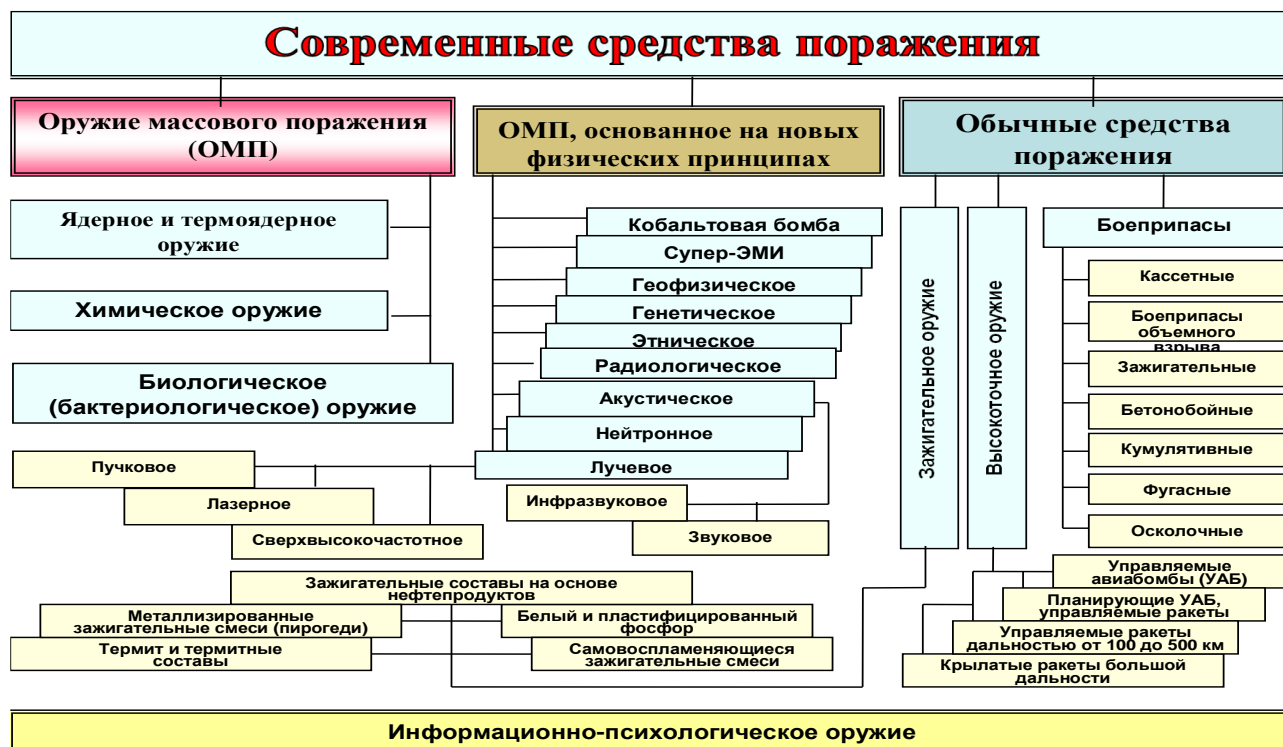 Современные средства поражения
Оружие массового поражения
(ОМП)
Ядерное и термоядерное
оружие
Химическое оружие
Биологическое
(бактериологическое) оружие
ОМП, основанное на новых
физических принципах
Кобальтовая бомба
Супер-ЭМИ
Геофизическое
Генетическое
Этническое
Радиологическое
Акустическое
Нейтронное
Лучевое
Пучковое
Лазерное
Сверхвысокочастотное
Инфразвуковое
Звуковое
Обычные средства
поражения
Зажигательное оружие
Высокоточное оружие
Боеприпасы
Кассетные
Боеприпасы
объемного
взрыва
Зажигательные
Бетонобойные
Кумулятивные
Фугасные
Осколочные
Управляемые
авиабомбы (УАБ)
Планирующие УАБ,
управляемые ракеты
Управляемые ракеты
дальностью от 100 до 500 км
Крылатые ракеты большой
дальности
Зажигательные составы на основе
нефтепродуктов
Металлизированные
зажигательные смеси (пирогеди)
Белый и пластифицированный
фосфор
Термит и термитные
составы
Самовоспламеняющиеся
зажигательные смеси
Информационно-психологическое оружие